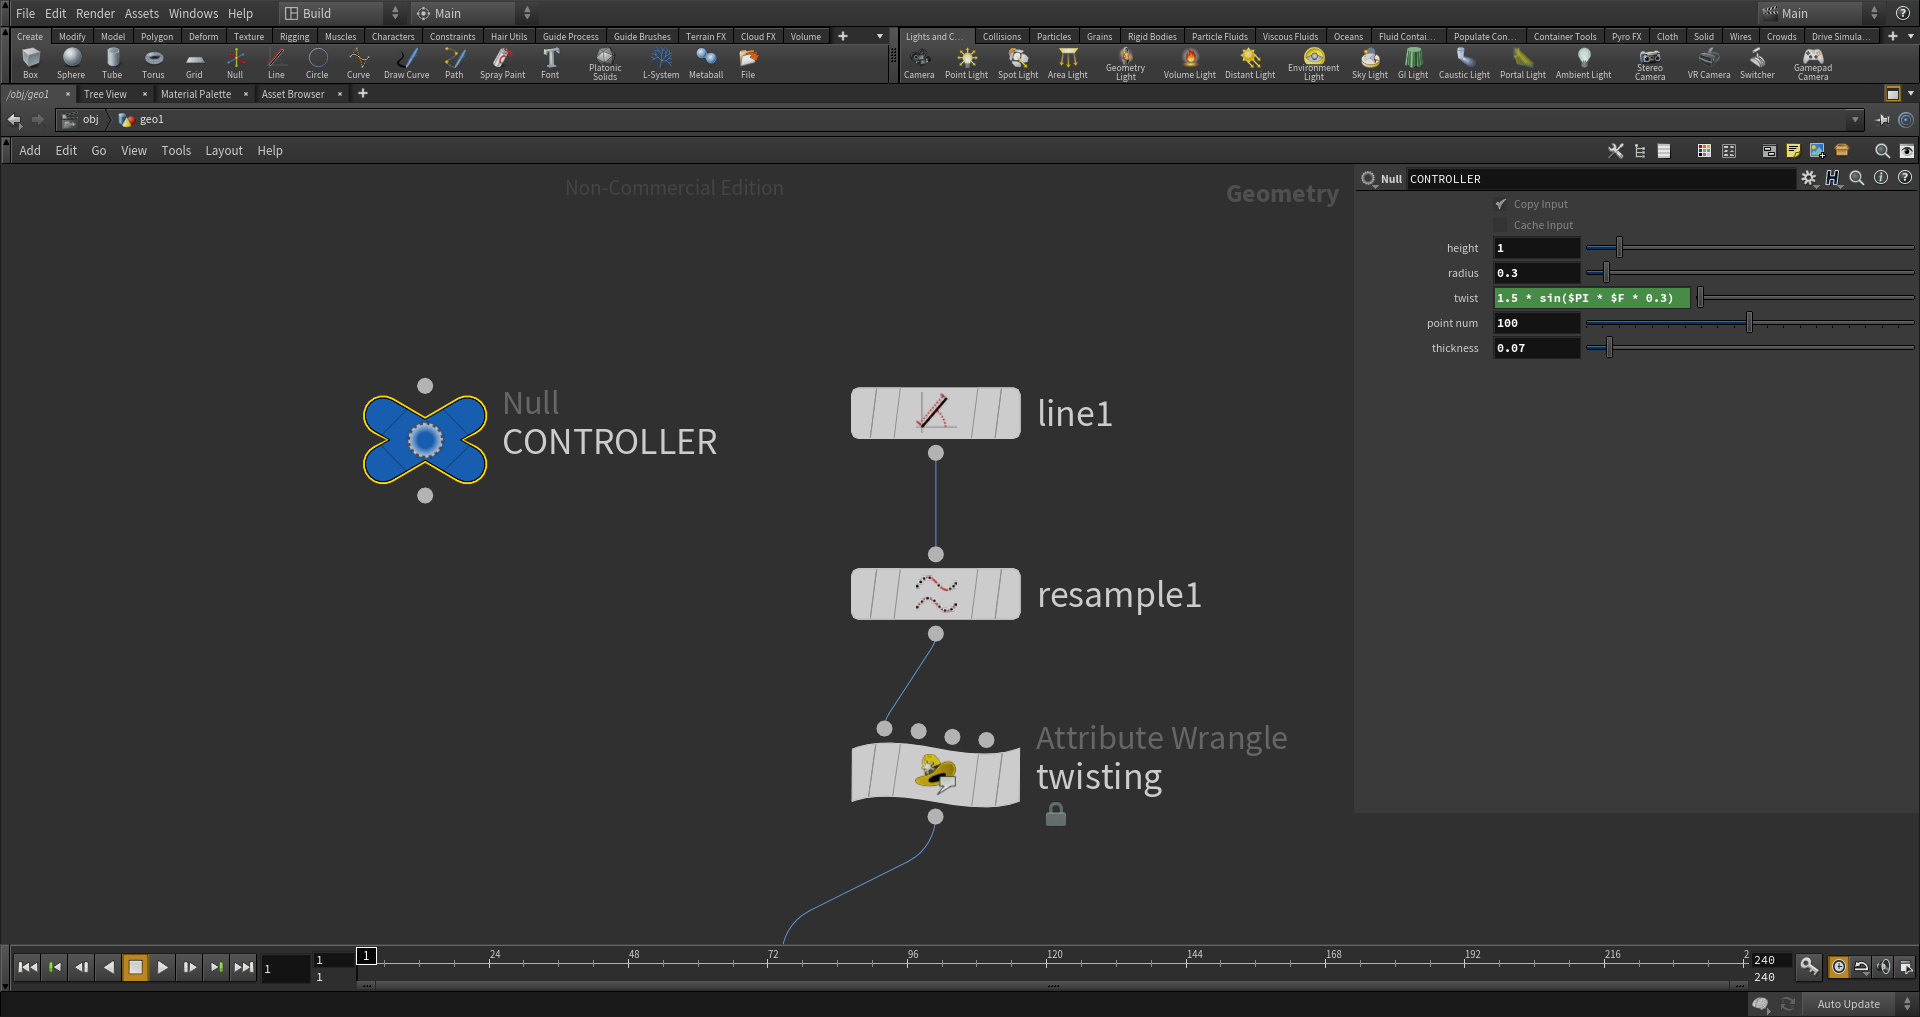 File Edit Render Assets Windows Help Build Main Main
Create Modify Model Polygon Deform Texture Rigging Muscles Characters Constraints Hair Utils Guide Process Guide Brushes Terrain FX Cloud FX Volume
Lights and C... Collisions Particles Grains Rigid Bodies Particle Fluids Viscous Fluids Oceans Fluid Contai... Populate Con... Container Tools Pyro FX Cloth Solid Wires Crowds Drive Simula...
Box Sphere Tube Torus Grid Null Line Circle Curve Draw Curve Path Spray Paint Font Platonic Solids L-System Metaball File
Camera Point Light Spot Light Area Light Geometry Light Volume Light Distant Light Environment Light Sky Light GI Light Caustic Light Portal Light Ambient Light Stereo Camera VR Camera Switcher Gamepad Camera
/obj/geo1 Tree View Material Palette Asset Browser
obj geo1
Add Edit Go View Tools Layout Help
Non-Commercial Edition
Geometry
Null CONTROLLER
Copy Input
Cache Input
height 1
radius 0.3
twist 1.5 * sin($PI * $F * 0.3)
point num 100
thickness 0.07
Null
CONTROLLER
line1
resample1
Attribute Wrangle
twisting
1 24 48 72 96 120 144 168 192 216 2
1 1 240
1 240
Auto Update